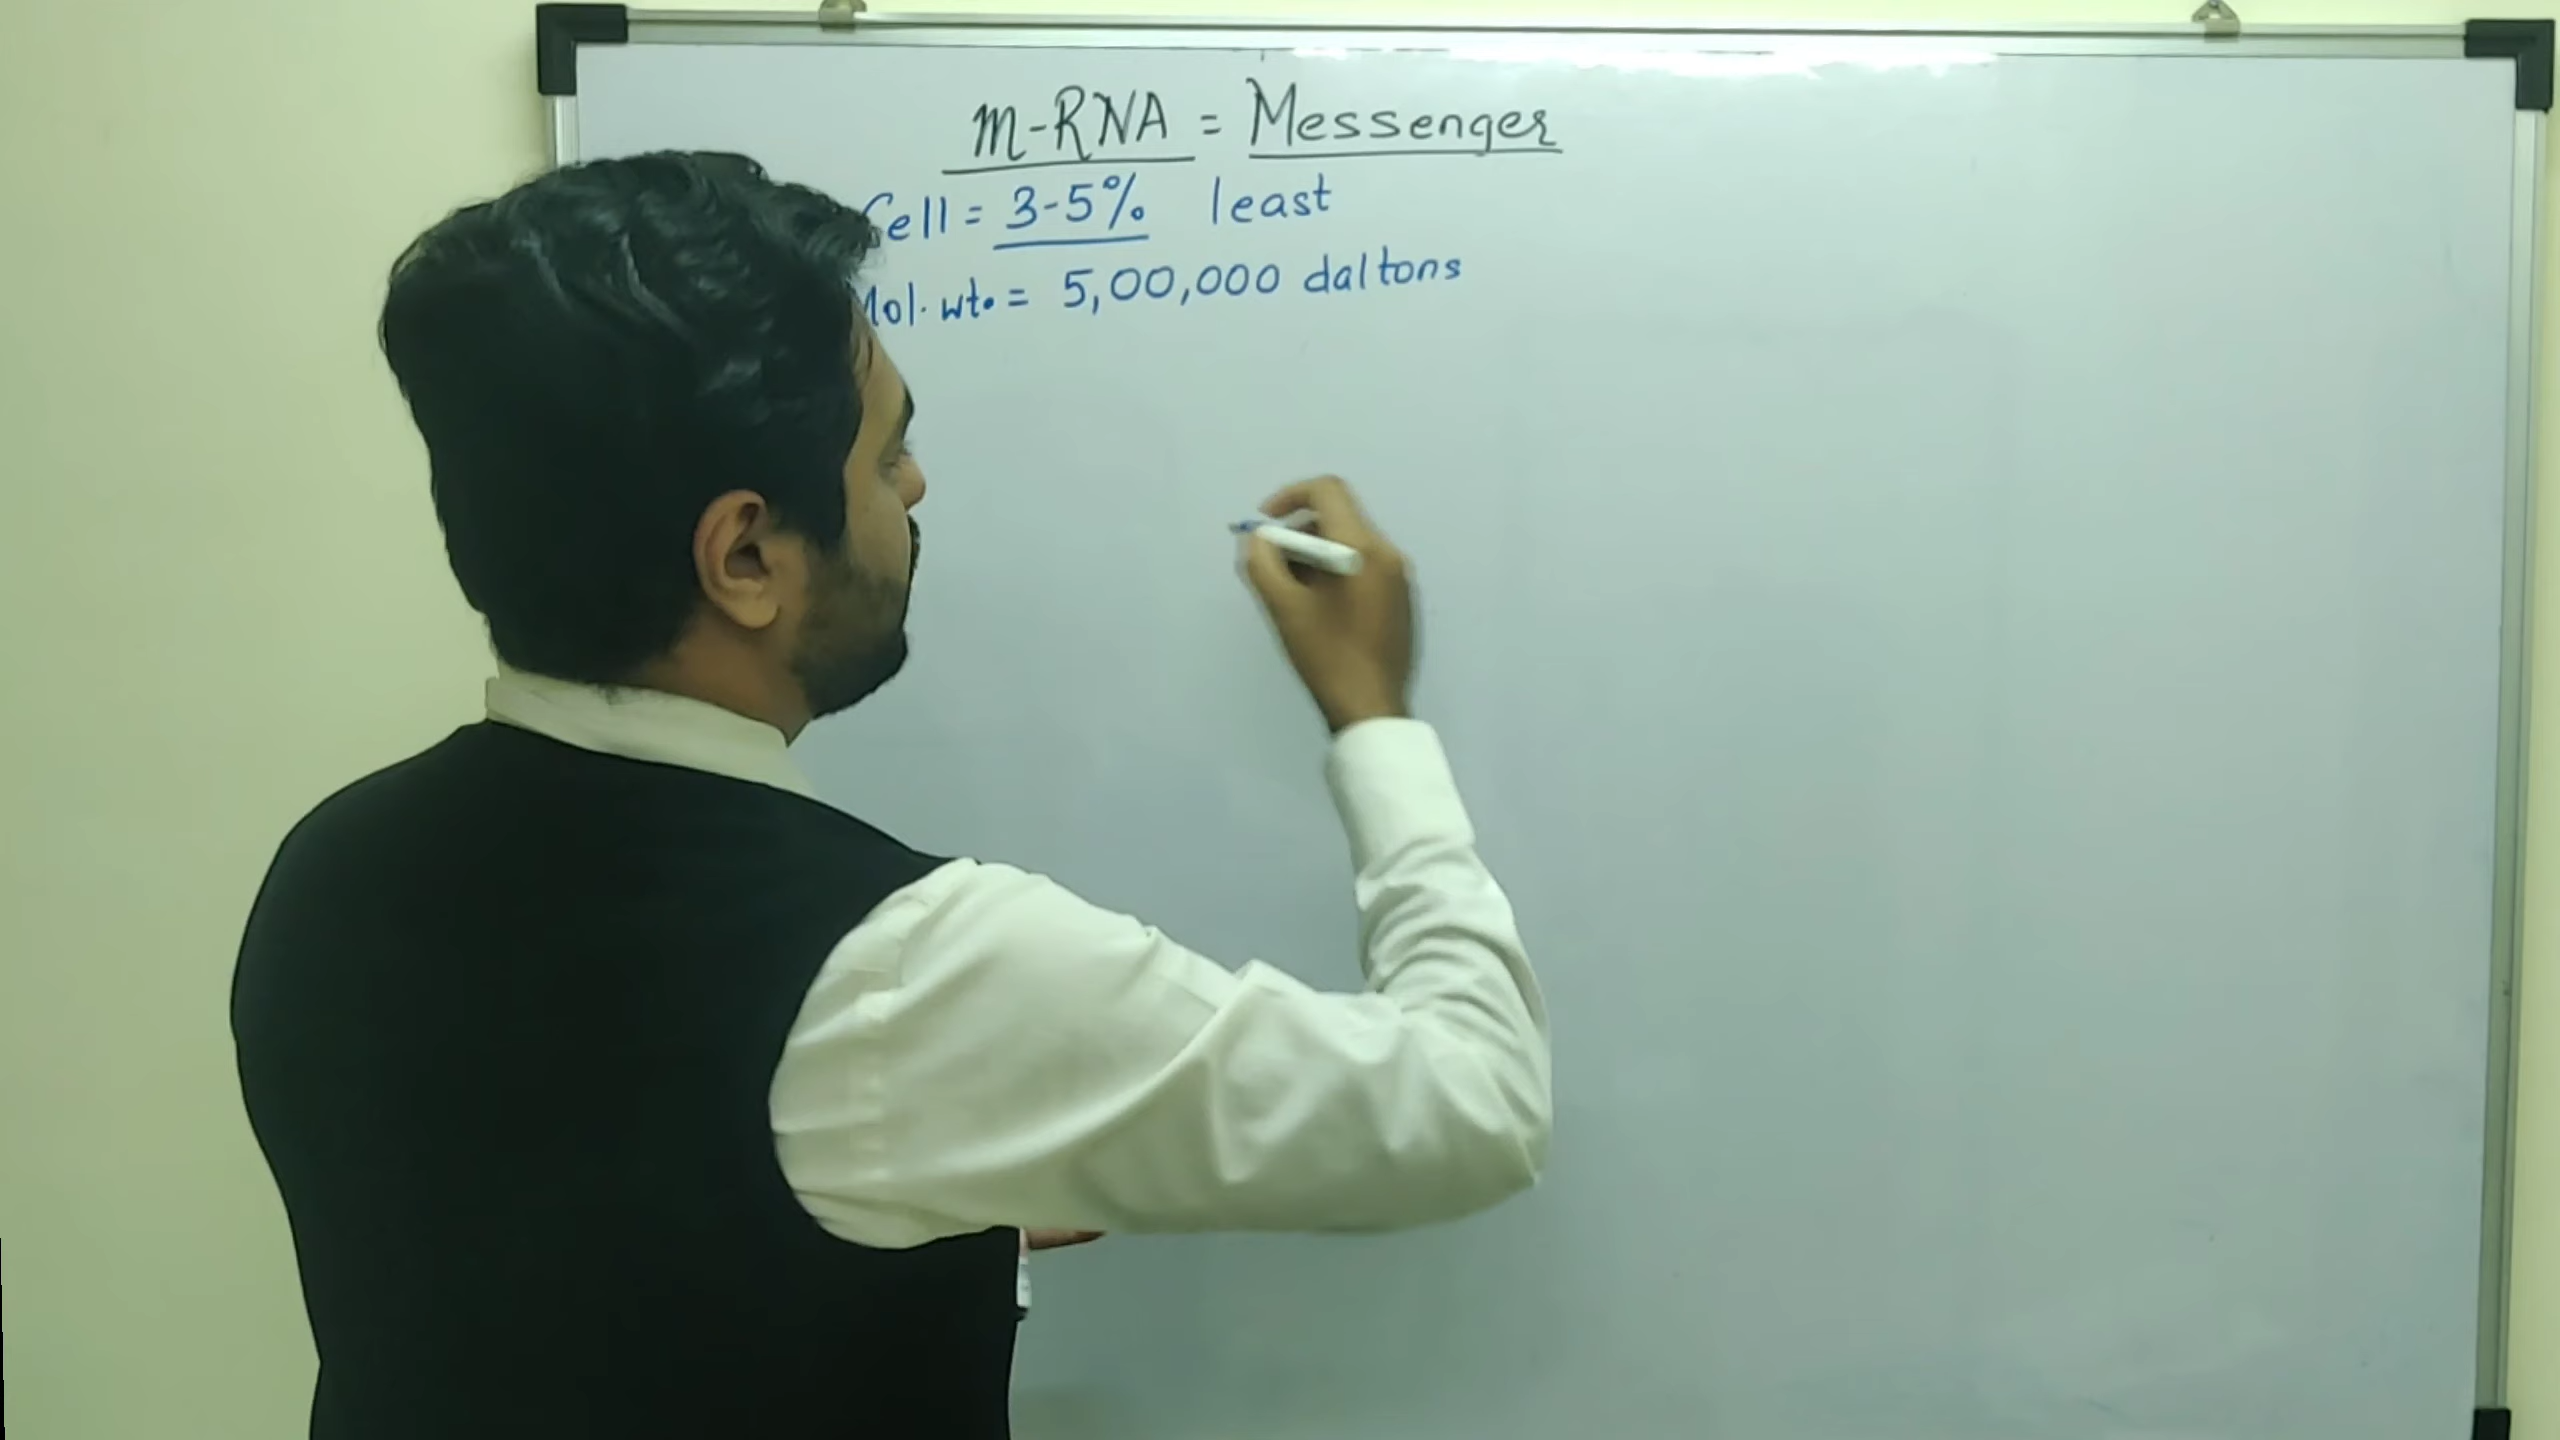 m-RNA = Messenger
Cell = 3-5% least
Mol. wt. = 5,00,000 daltons